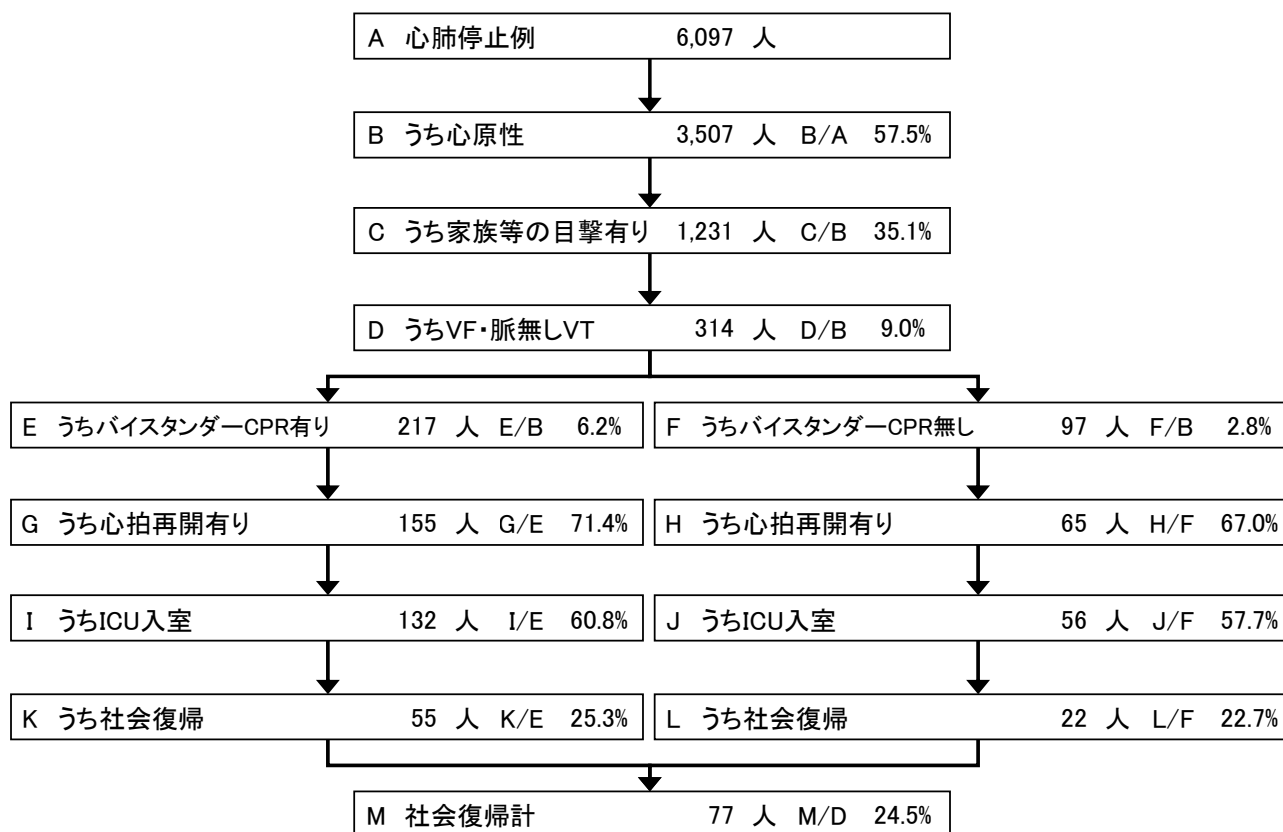 A 心肺停止例 6,097 人
B うち心原性 3,507 人 B/A 57.5%
C うち家族等の目撃有り 1,231 人 C/B 35.1%
D うちVF・脈無しVT 314 人 D/B 9.0%
E うちバイスタンダーCPR有り 217 人 E/B 6.2%
F うちバイスタンダーCPR無し 97 人 F/B 2.8%
G うち心拍再開有り 155 人 G/E 71.4%
H うち心拍再開有り 65 人 H/F 67.0%
I うちICU入室 132 人 I/E 60.8%
J うちICU入室 56 人 J/F 57.7%
K うち社会復帰 55 人 K/E 25.3%
L うち社会復帰 22 人 L/F 22.7%
M 社会復帰計 77 人 M/D 24.5%